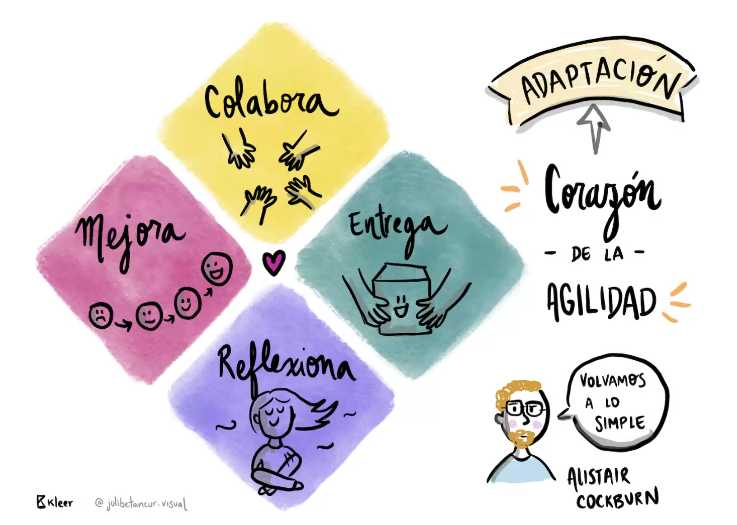 Colabora
Mejora
Entrega
Reflexiona
ADAPTACIÓN
Corazón
- DE LA -
AGILIDAD
VOLVAMOS
A LO
SIMPLE
ALISTAIR
COCKBURN
Kleer
@julibetancur.visual